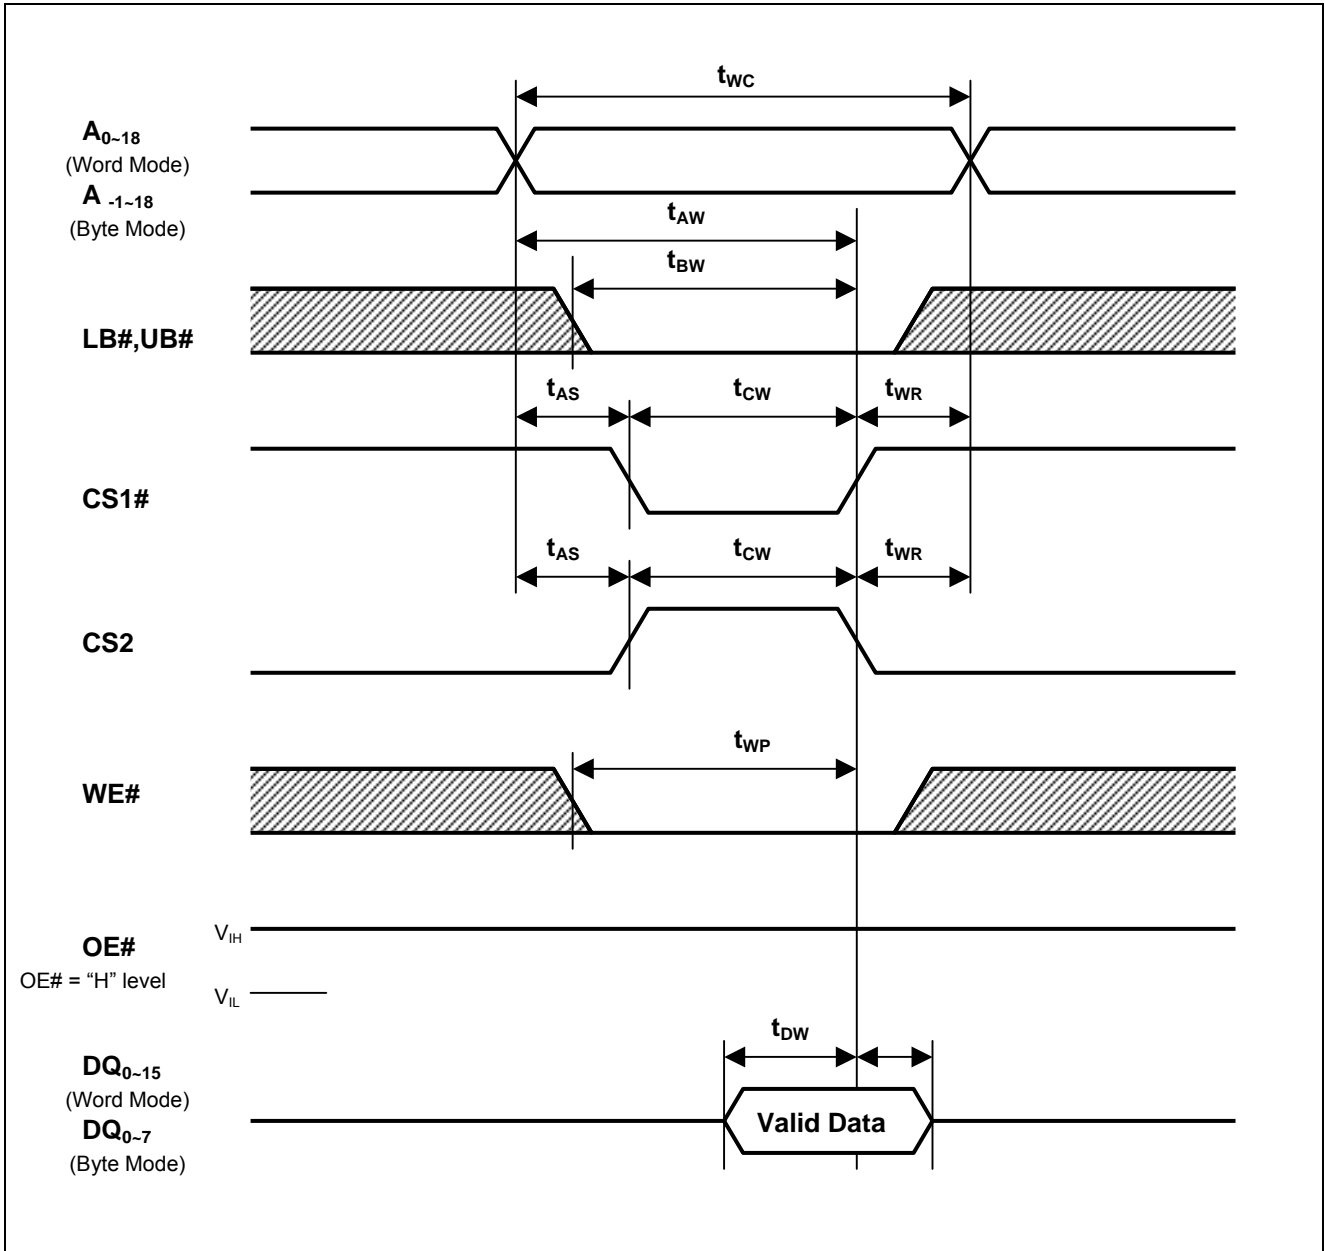 tWC
A0~18
(Word Mode)
A -1~18
(Byte Mode)
tAW
tBW
LB#,UB#
tAS tCW tWR
CS1#
tAS tCW tWR
CS2
tWP
WE#
VIH
OE#
OE# = “H” level
VIL
tDW
DQ0~15
(Word Mode)
Valid Data
DQ0~7
(Byte Mode)